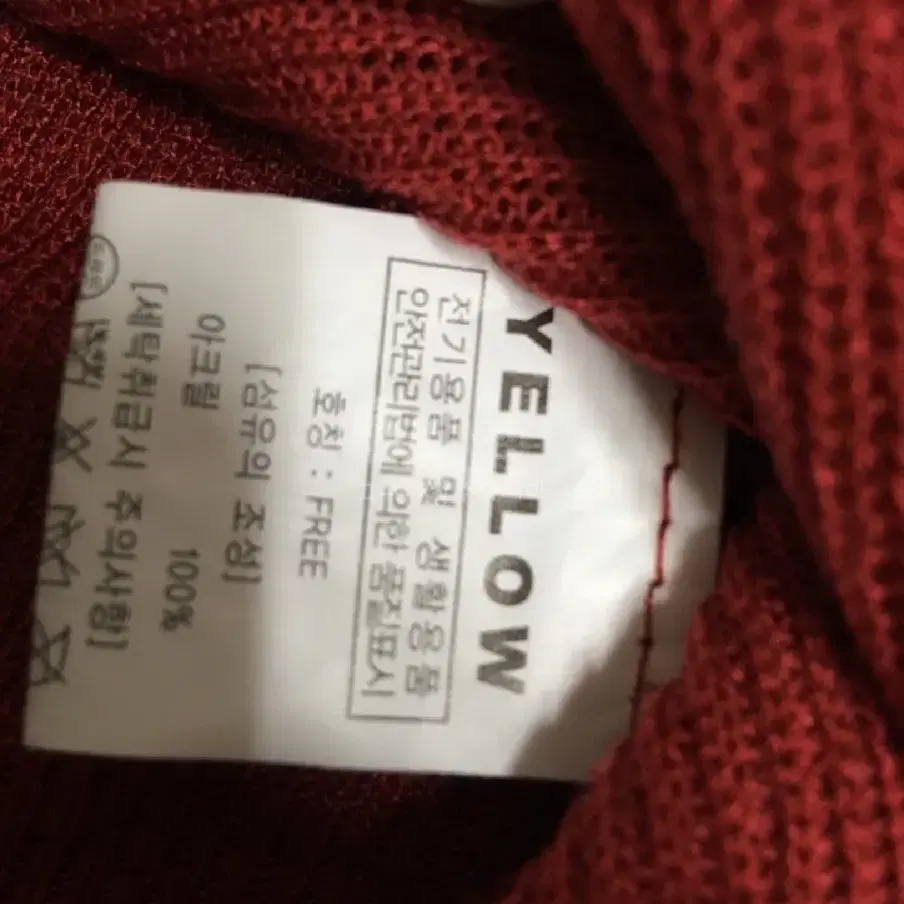 YELLOW
전기용품 및 생활용품
안전관리법에 의한 품질표시
호칭 : FREE
[섬유의 조성]
아크릴 100%
[세탁취급시 주의사항]